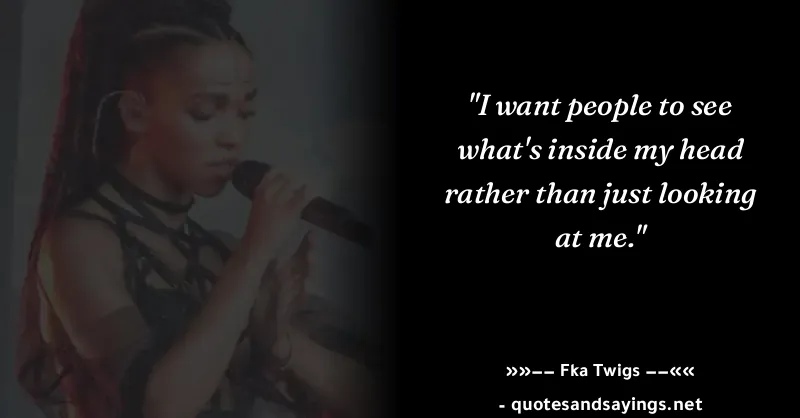 "I want people to see
what's inside my head
rather than just looking
at me."
»»−− Fka Twigs −−««
- quotesandsayings.net